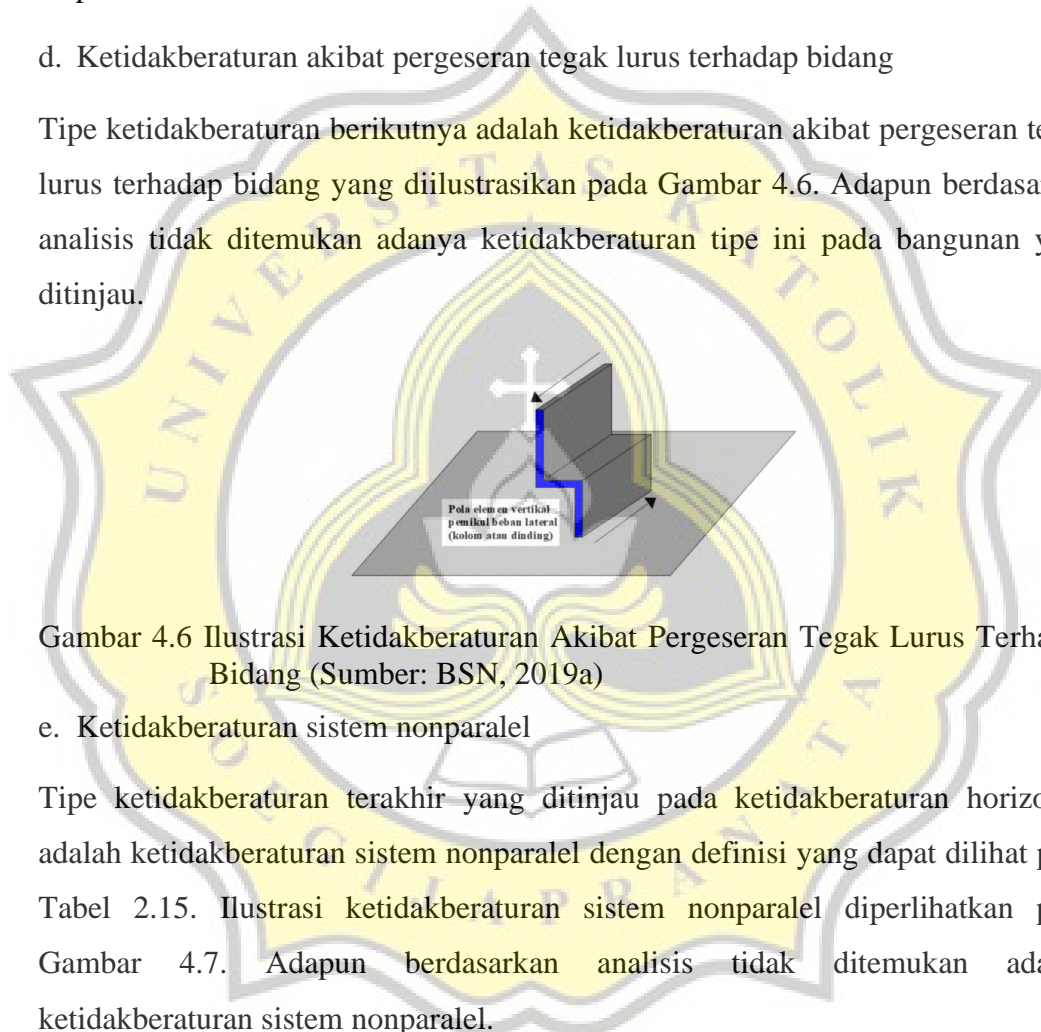 d. Ketidakberaturan akibat pergeseran tegak lurus terhadap bidang
Tipe ketidakberaturan berikutnya adalah ketidakberaturan akibat pergeseran te
lurus terhadap bidang yang diilustrasikan pada Gambar 4.6. Adapun berdasar
analisis tidak ditemukan adanya ketidakberaturan tipe ini pada bangunan y
ditinjau.
Pola elemen vertikal
pemikul beban lateral
(kolom atau dinding)
Gambar 4.6 Ilustrasi Ketidakberaturan Akibat Pergeseran Tegak Lurus Terha
Bidang (Sumber: BSN, 2019a)
e. Ketidakberaturan sistem nonparalel
Tipe ketidakberaturan terakhir yang ditinjau pada ketidakberaturan horizo
adalah ketidakberaturan sistem nonparalel dengan definisi yang dapat dilihat p
Tabel 2.15. Ilustrasi ketidakberaturan sistem nonparalel diperlihatkan p
Gambar 4.7. Adapun berdasarkan analisis tidak ditemukan ada
ketidakberaturan sistem nonparalel.
UNIVERSITAS KATOLIK
SOEGIJAPRANATA